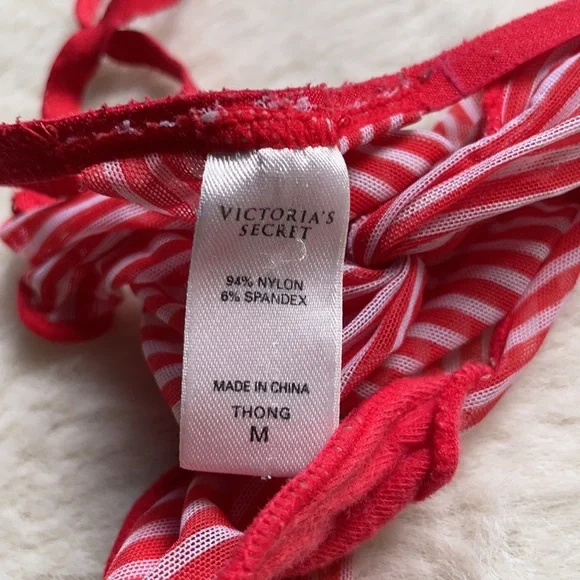 VICTORIA'S
SECRET
94% NYLON
6% SPANDEX
MADE IN CHINA
THONG
M